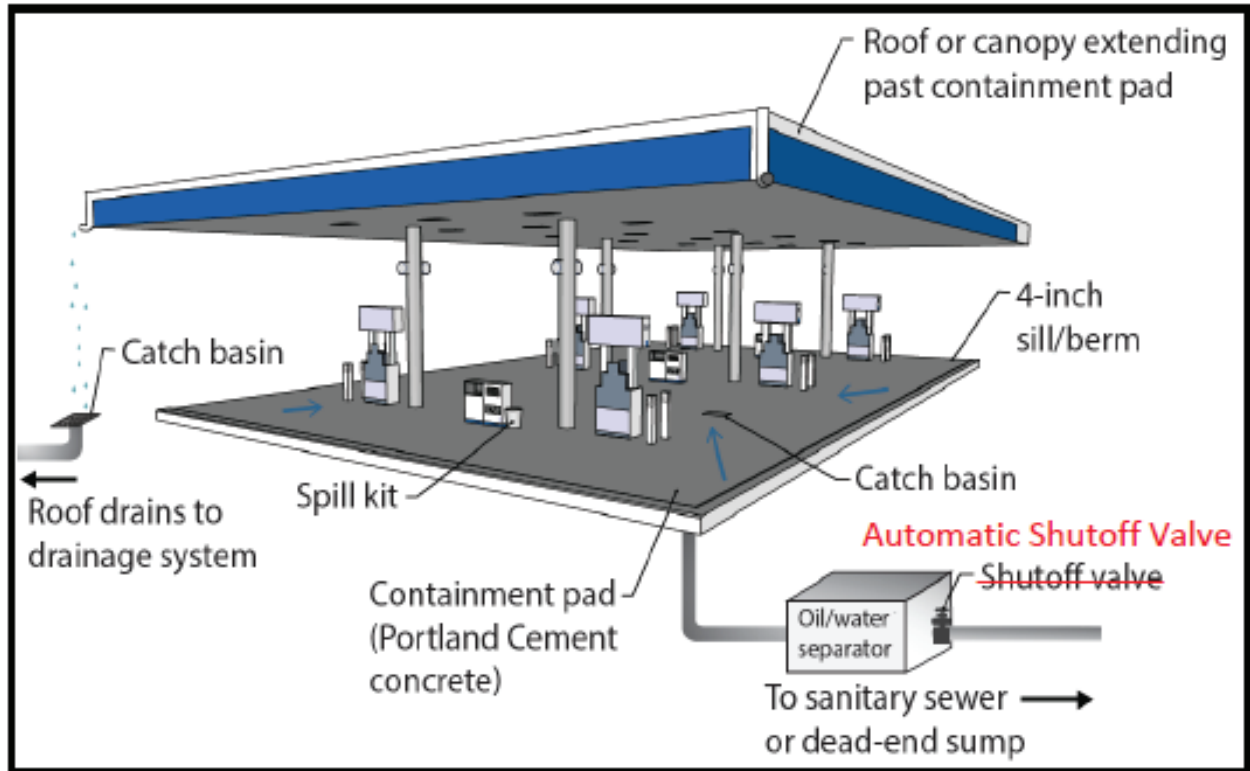 Roof or canopy extending
past containment pad
4-inch
sill/berm
Catch basin
Spill kit
Catch basin
Roof drains to
drainage system
Automatic Shutoff Valve
Shutoff valve
Containment pad
(Portland Cement
concrete)
Oil/water
separator
To sanitary sewer
or dead-end sump